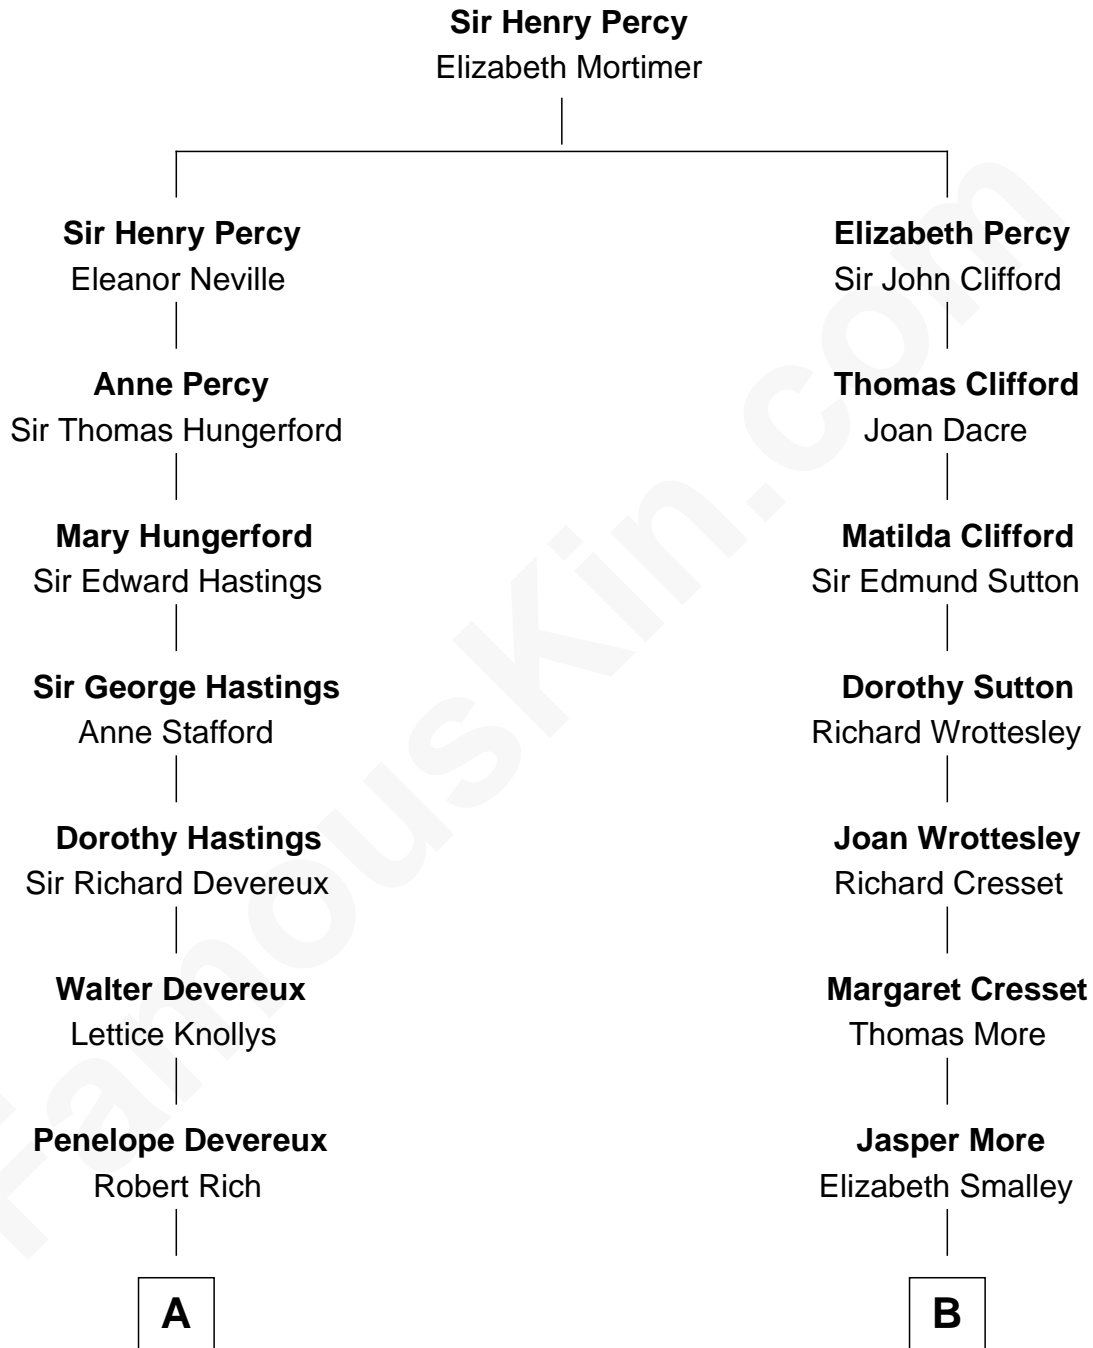 Sir Henry Percy
Elizabeth Mortimer
Sir Henry Percy
Eleanor Neville
Anne Percy
Sir Thomas Hungerford
Mary Hungerford
Sir Edward Hastings
Sir George Hastings
Anne Stafford
Dorothy Hastings
Sir Richard Devereux
Walter Devereux
Lettice Knollys
Penelope Devereux
Robert Rich
A
Elizabeth Percy
Sir John Clifford
Thomas Clifford
Joan Dacre
Matilda Clifford
Sir Edmund Sutton
Dorothy Sutton
Richard Wrottesley
Joan Wrottesley
Richard Cresset
Margaret Cresset
Thomas More
Jasper More
Elizabeth Smalley
B
FamousKin.com